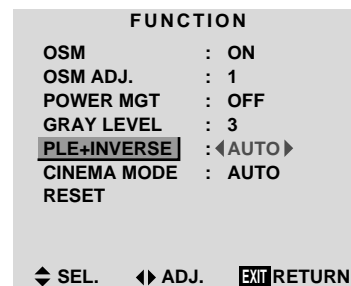 FUNCTION
OSM : ON
OSM ADJ. : 1
POWER MGT : OFF
GRAY LEVEL : 3
PLE+INVERSE : AUTO
CINEMA MODE : AUTO
RESET
SEL. ADJ. EXIT RETURN